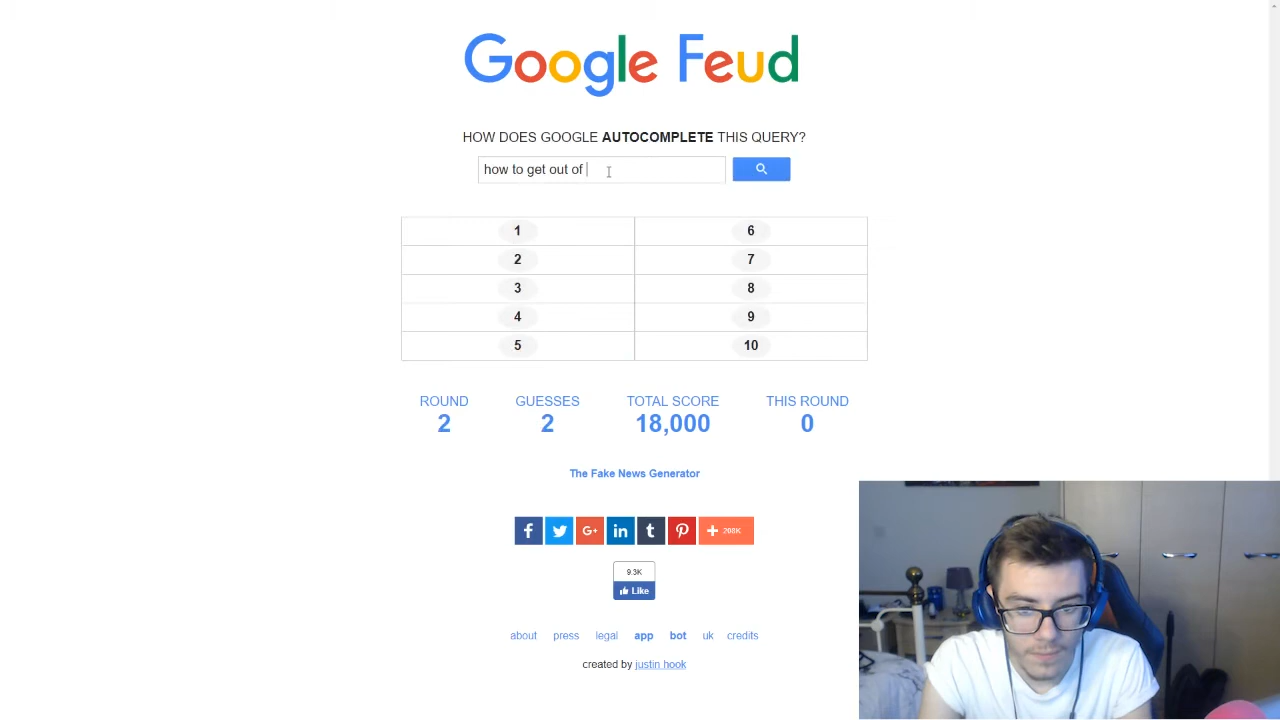 Google Feud
HOW DOES GOOGLE AUTOCOMPLETE THIS QUERY?
how to get out of
1 6
2 7
3 8
4 9
5 10
ROUND GUESSES TOTAL SCORE THIS ROUND
2 2 18,000 0
The Fake News Generator
268K
9.3K
Like
about press legal app bot uk credits
created by justin hook